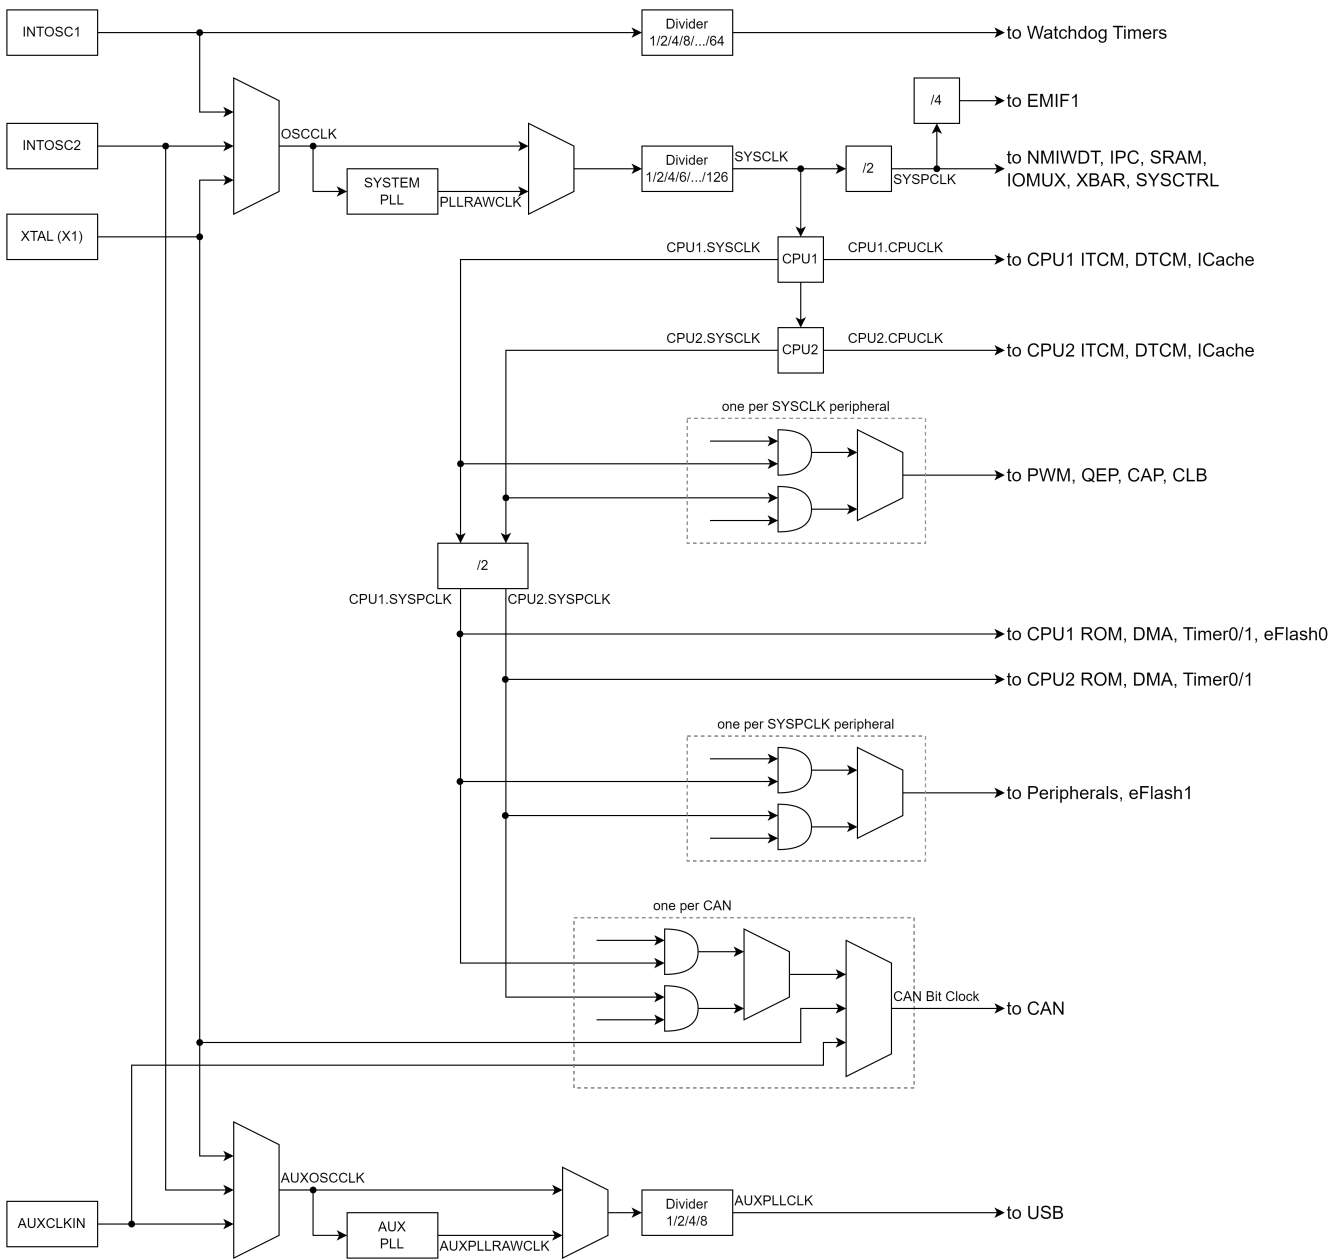 INTOSC1
Divider
1/2/4/8/.../64
to Watchdog Timers
/4
to EMIF1
INTOSC2
OSCCLK
SYSTEM
PLL
PLLRAWCLK
Divider
1/2/4/6/.../126
SYSCLK
/2
SYSPCLK
to NMIWDT, IPC, SRAM,
IOMUX, XBAR, SYSCTRL
XTAL (X1)
CPU1.SYSCLK
CPU1
CPU1.CPUCLK
to CPU1 ITCM, DTCM, ICache
CPU2.SYSCLK
CPU2
CPU2.CPUCLK
to CPU2 ITCM, DTCM, ICache
one per SYSCLK peripheral
to PWM, QEP, CAP, CLB
/2
CPU1.SYSPCLK
CPU2.SYSPCLK
to CPU1 ROM, DMA, Timer0/1, eFlash0
to CPU2 ROM, DMA, Timer0/1
one per SYSPCLK peripheral
to Peripherals, eFlash1
one per CAN
CAN Bit Clock
to CAN
AUXCLKIN
AUXOSCCLK
AUX
PLL
AUXPLLRAWCLK
Divider
1/2/4/8
AUXPLLCLK
to USB